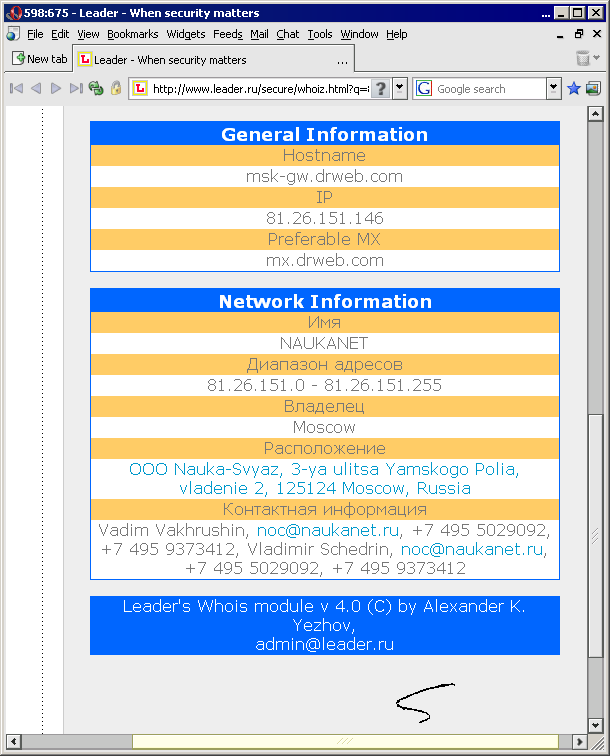 598:675 - Leader - When security matters
File Edit View Bookmarks Widgets Feeds Mail Chat Tools Window Help
New tab
Leader - When security matters ...
http://www.leader.ru/secure/whoiz.html?q=
Google search
General Information
Hostname
msk-gw.drweb.com
IP
81.26.151.146
Preferable MX
mx.drweb.com
Network Information
Имя
NAUKANET
Диапазон адресов
81.26.151.0 - 81.26.151.255
Владелец
Moscow
Расположение
OOO Nauka-Svyaz, 3-ya ulitsa Yamskogo Polia,
vladenie 2, 125124 Moscow, Russia
Контактная информация
Vadim Vakhrushin, noc@naukanet.ru, +7 495 5029092,
+7 495 9373412, Vladimir Schedrin, noc@naukanet.ru,
+7 495 5029092, +7 495 9373412
Leader's Whois module v 4.0 (C) by Alexander K.
Yezhov,
admin@leader.ru